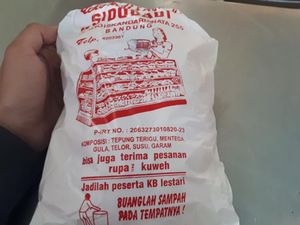 SIDODADI
BANDUNG
Telp.
P-IRT NO. : 2063273010820-23
KOMPOSISI : TEPUNG TERIGU, MENTEGA,
GULA, TELOR, SUSU, GARAM
bisa juga terima pesanan
rupa² kuweh
Jadilah peserta KB lestari
BUANGLAH SAMPAH
PADA TEMPATNYA !